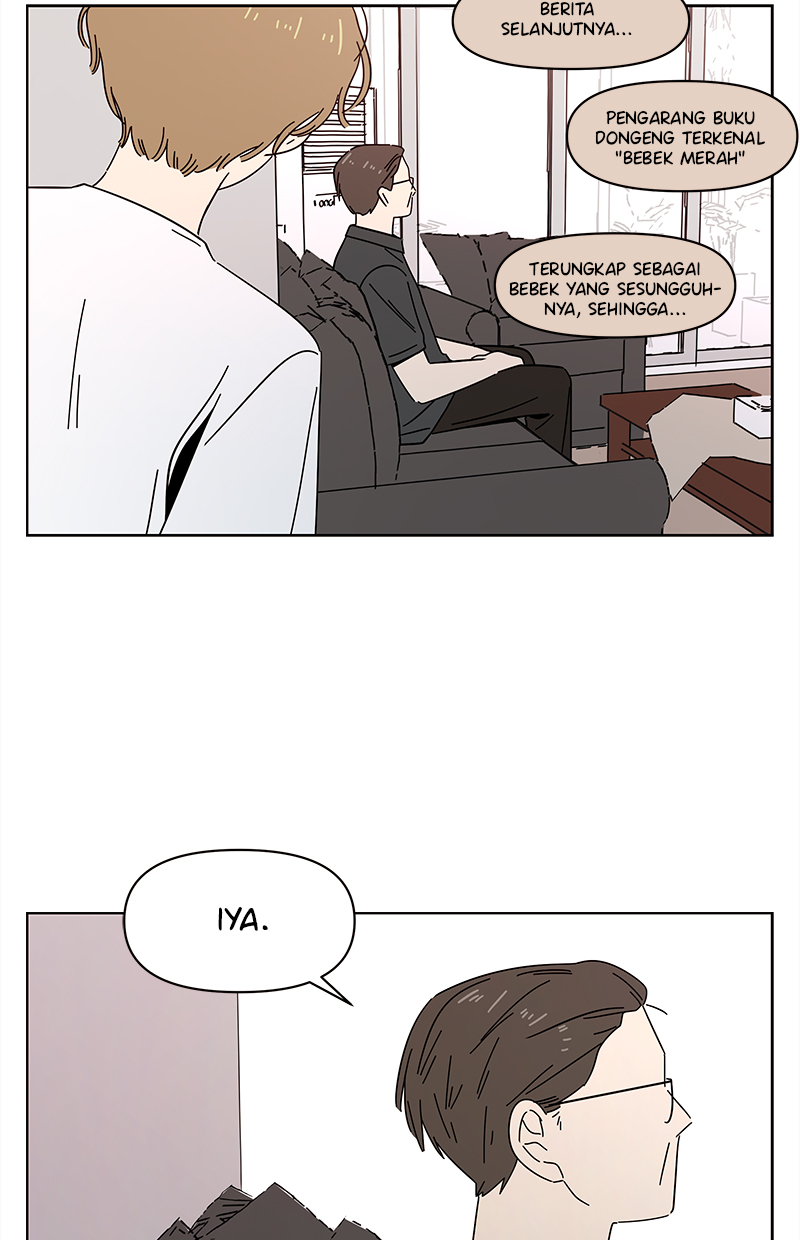 BERITA
SELANJUTNYA...
PENGARANG BUKU
DONGENG TERKENAL
"BEBEK MERAH"
TERUNGKAP SEBAGAI
BEBEK YANG SESUNGGUH-
NYA, SEHINGGA...
IYA.